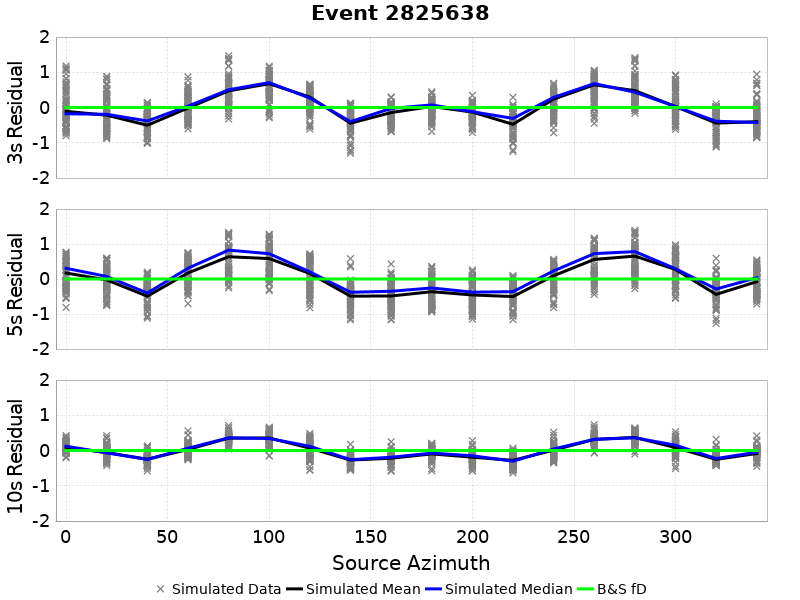 Event 2825638
2
1
0
-1
-2
3s Residual
2
1
0
-1
-2
5s Residual
2
1
0
-1
-2
10s Residual
0 50 100 150 200 250 300
Source Azimuth
Simulated Data Simulated Mean Simulated Median B&S fD